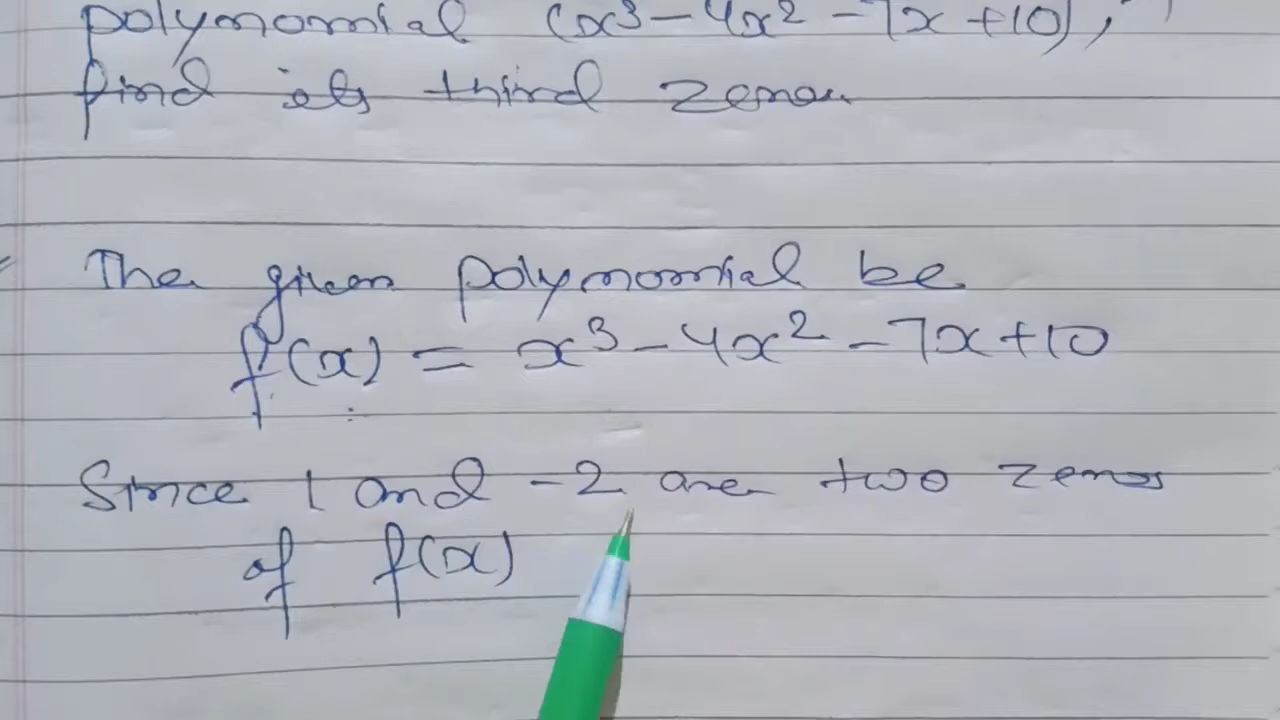 polynomial (x³-4x²-7x+10),
find its third zero.
The given polynomial be
f(x) = x³-4x²-7x+10
Since 1 and -2 are two zeros
of f(x)